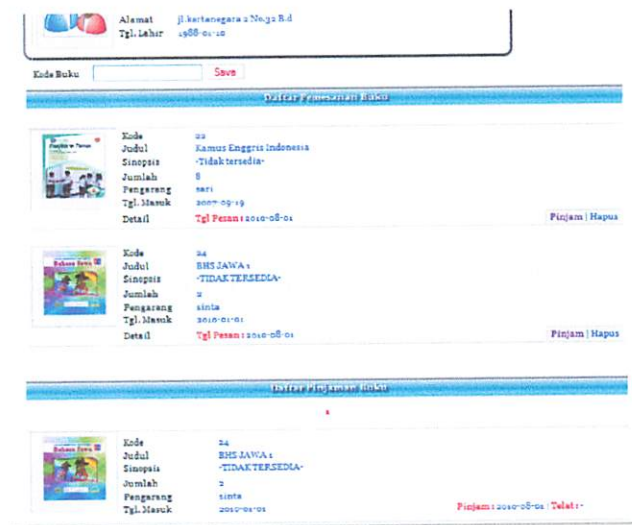 Alamat jl.kertanegara 2 No.32 B.d
Tgl. Lahir 1988-01-10
Kode Buku Save
Daftar Pemesanan Buku
Kode 22
Judul Kamus Enggris Indonesia
Sinopsis -Tidak tersedia-
Jumlah 8
Pengarang sari
Tgl. Masuk 2007-09-19
Detail Tgl Pesan : 2010-08-01 Pinjam | Hapus
Bahasa Jawa
Kode 24
Judul BHS JAWA 1
Sinopsis -TIDAK TERSEDIA-
Jumlah 2
Pengarang sinta
Tgl. Masuk 2010-01-01
Detail Tgl Pesan : 2010-08-01 Pinjam | Hapus
Daftar Pinjaman Buku
Bahasa Jawa
Kode 24
Judul BHS JAWA 1
Sinopsis -TIDAK TERSEDIA-
Jumlah 2
Pengarang sinta
Tgl. Masuk 2010-01-01 Pinjam : 2010-08-01 | Telat : -